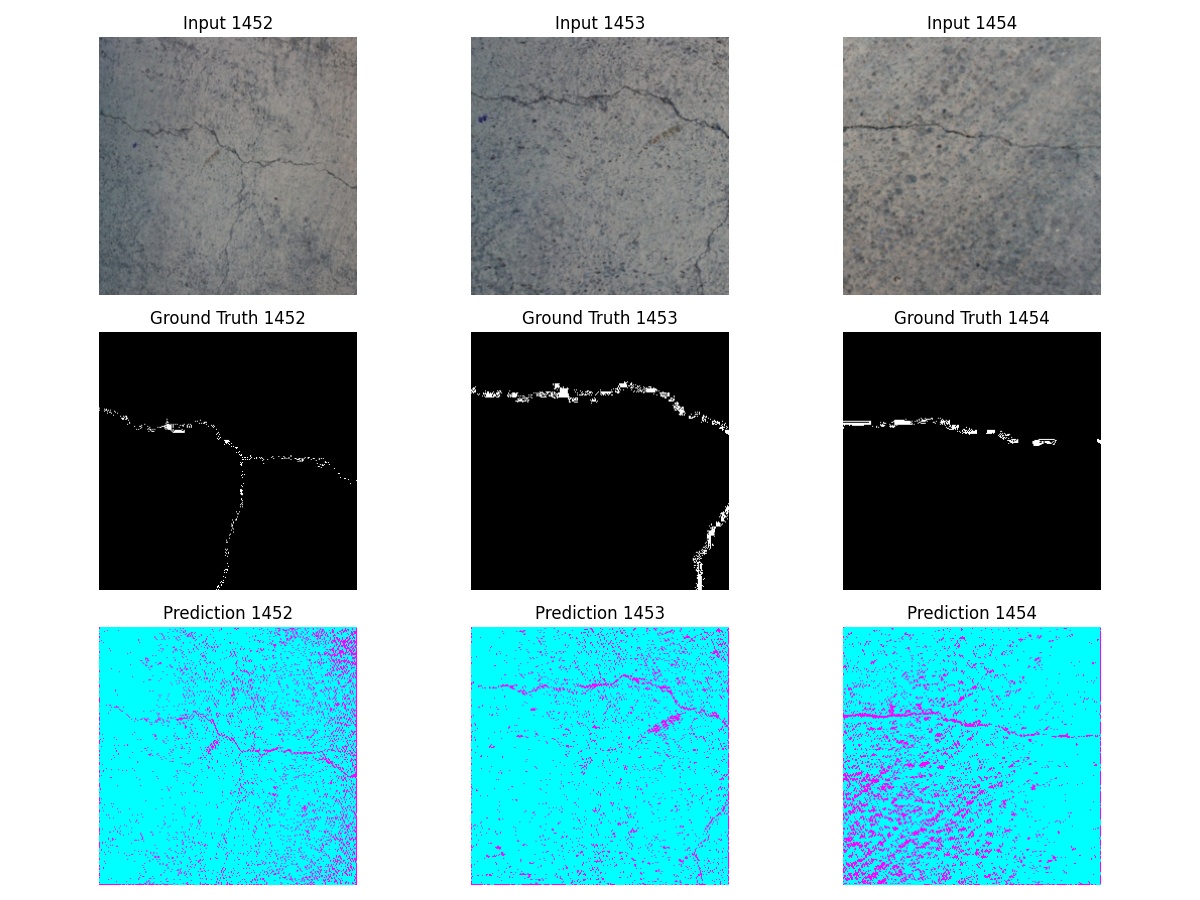 Input 1452
Input 1453
Input 1454
Ground Truth 1452
Ground Truth 1453
Ground Truth 1454
Prediction 1452
Prediction 1453
Prediction 1454